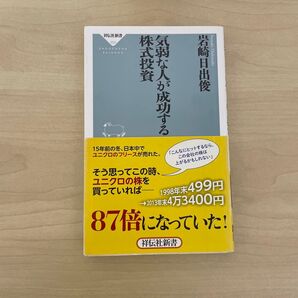 祥伝社新書
岩崎日出俊
気弱な人が成功する
株式投資
15年前の冬、日本中で
ユニクロのフリースが売れた。
「こんなにヒットするなら、
この会社の株は
上がるかもしれない」
そう思ってこの時、
ユニクロの株を
買っていれば──
1998年末499円
→2013年末4万3400円
87倍になっていた!
祥伝社新書